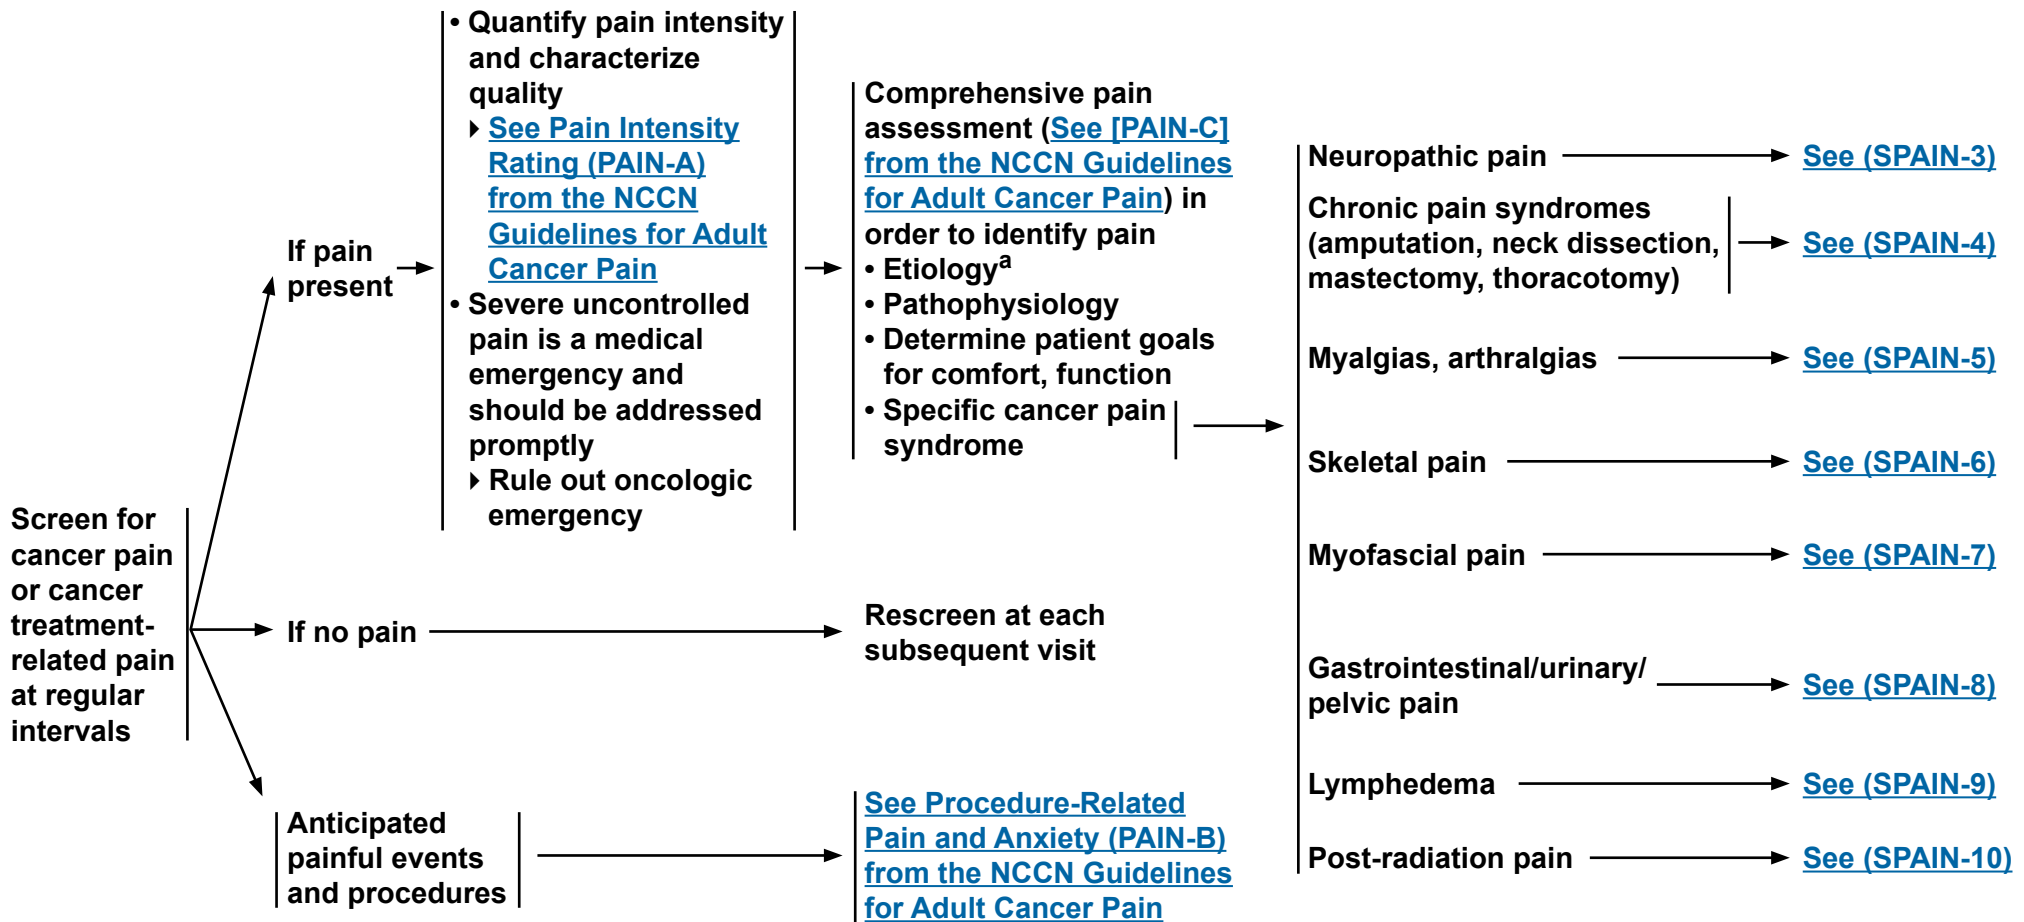 Screen for
cancer pain
or cancer
treatment-
related pain
at regular
intervals
If pain
present
• Quantify pain intensity
and characterize
quality
▸ See Pain Intensity
Rating (PAIN-A)
from the NCCN
Guidelines for Adult
Cancer Pain
• Severe uncontrolled
pain is a medical
emergency and
should be addressed
promptly
▸ Rule out oncologic
emergency
Comprehensive pain
assessment (See [PAIN-C]
from the NCCN Guidelines
for Adult Cancer Pain) in
order to identify pain
• Etiologyᵃ
• Pathophysiology
• Determine patient goals
for comfort, function
• Specific cancer pain
syndrome
Neuropathic pain
See (SPAIN-3)
Chronic pain syndromes
(amputation, neck dissection,
mastectomy, thoracotomy)
See (SPAIN-4)
Myalgias, arthralgias
See (SPAIN-5)
Skeletal pain
See (SPAIN-6)
Myofascial pain
See (SPAIN-7)
Gastrointestinal/urinary/
pelvic pain
See (SPAIN-8)
Lymphedema
See (SPAIN-9)
Post-radiation pain
See (SPAIN-10)
If no pain
Rescreen at each
subsequent visit
Anticipated
painful events
and procedures
See Procedure-Related
Pain and Anxiety (PAIN-B)
from the NCCN Guidelines
for Adult Cancer Pain